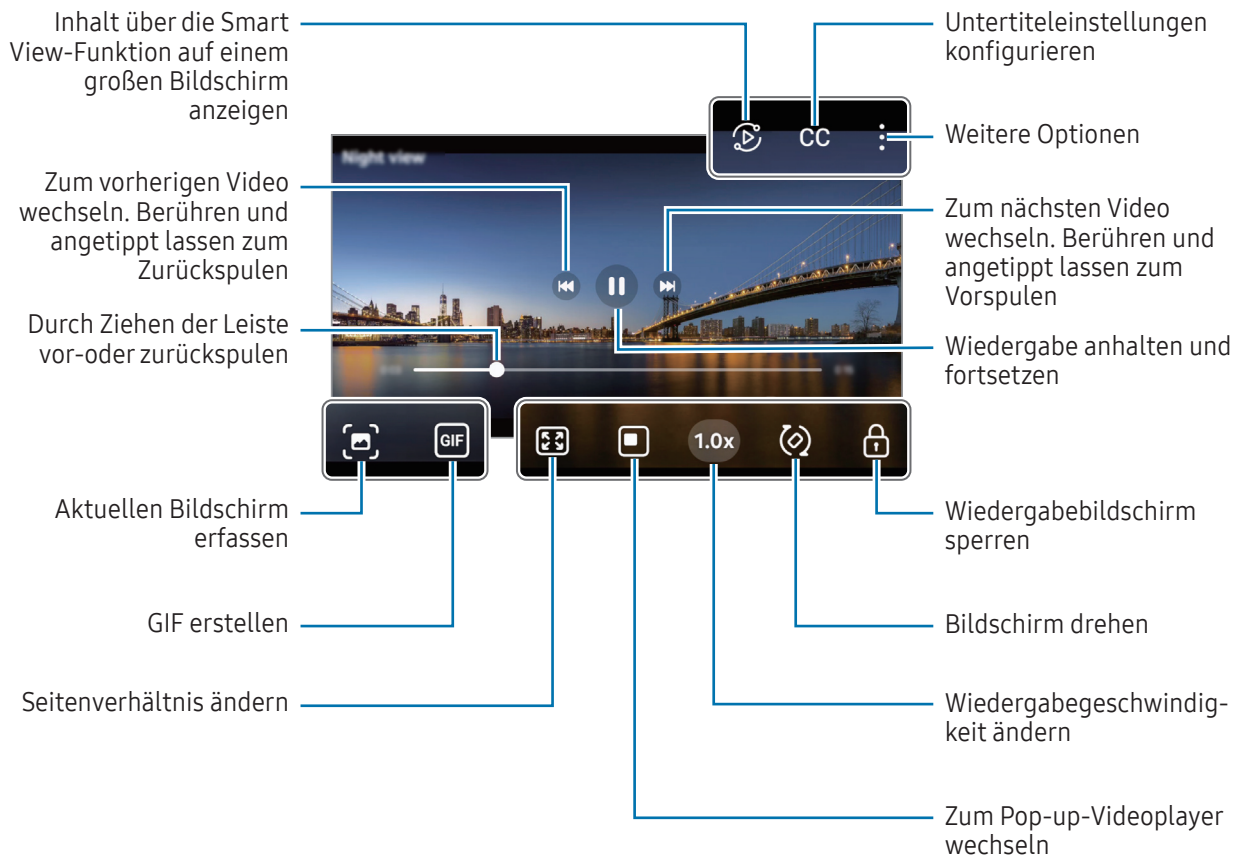 Inhalt über die Smart
View-Funktion auf einem
großen Bildschirm
anzeigen
Untertiteleinstellungen
konfigurieren
CC
Weitere Optionen
Night view
Zum vorherigen Video
wechseln. Berühren und
angetippt lassen zum
Zurückspulen
Zum nächsten Video
wechseln. Berühren und
angetippt lassen zum
Vorspulen
Durch Ziehen der Leiste
vor-oder zurückspulen
Wiedergabe anhalten und
fortsetzen
GIF
1.0x
Aktuellen Bildschirm
erfassen
Wiedergabebildschirm
sperren
GIF erstellen
Bildschirm drehen
Seitenverhältnis ändern
Wiedergabegeschwindig-
keit ändern
Zum Pop-up-Videoplayer
wechseln